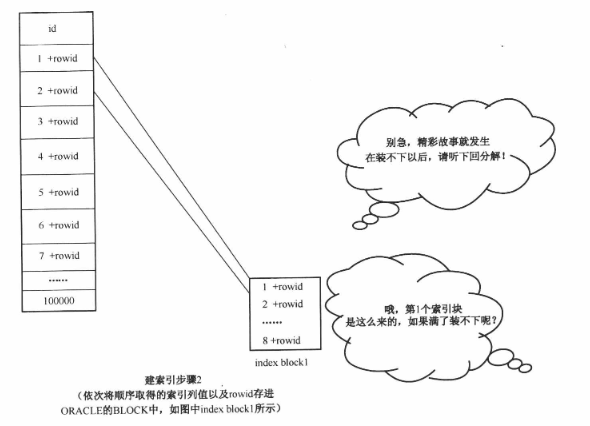 id
1 +rowid
2 +rowid
3 +rowid
4 +rowid
5 +rowid
6 +rowid
7 +rowid
······
100000
别急，精彩故事就发生
在装不下以后，请听下回分解！
1 +rowid
2 +rowid
······
8 +rowid
index block1
哦，第1个索引块
是这么来的，如果满了装不下呢？
建索引步骤2
（依次将顺序取得的索引列值以及rowid存进
ORACLE的BLOCK中，如图中index block1所示）